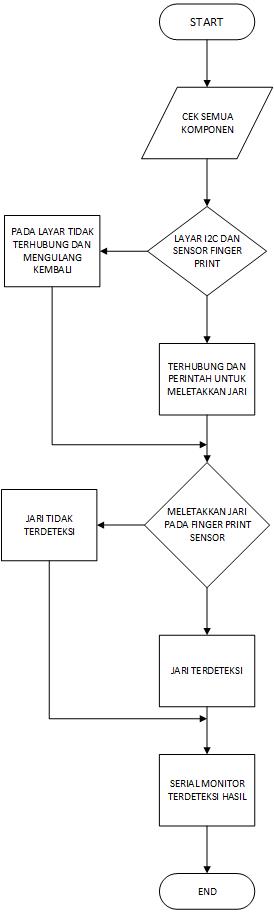 START
CEK SEMUA
KOMPONEN
PADA LAYAR TIDAK
TERHUBUNG DAN
MENGULANG
KEMBALI
LAYAR I2C DAN
SENSOR FINGER
PRINT
TERHUBUNG DAN
PERINTAH UNTUK
MELETAKKAN JARI
JARI TIDAK
TERDETEKSI
MELETAKKAN JARI
PADA FINGER PRINT
SENSOR
JARI TERDETEKSI
SERIAL MONITOR
TERDETEKSI HASIL
END